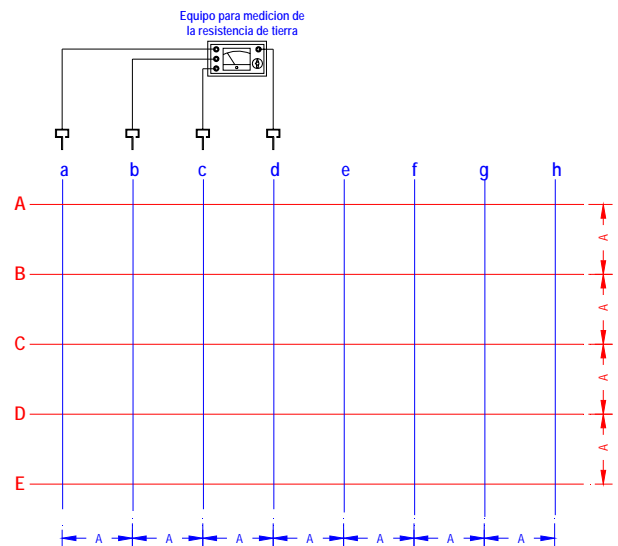 Equipo para medicion de
la resistencia de tierra
a b c d e f g h
A
A
B
A
C
A
D
A
E
A A A A A A A